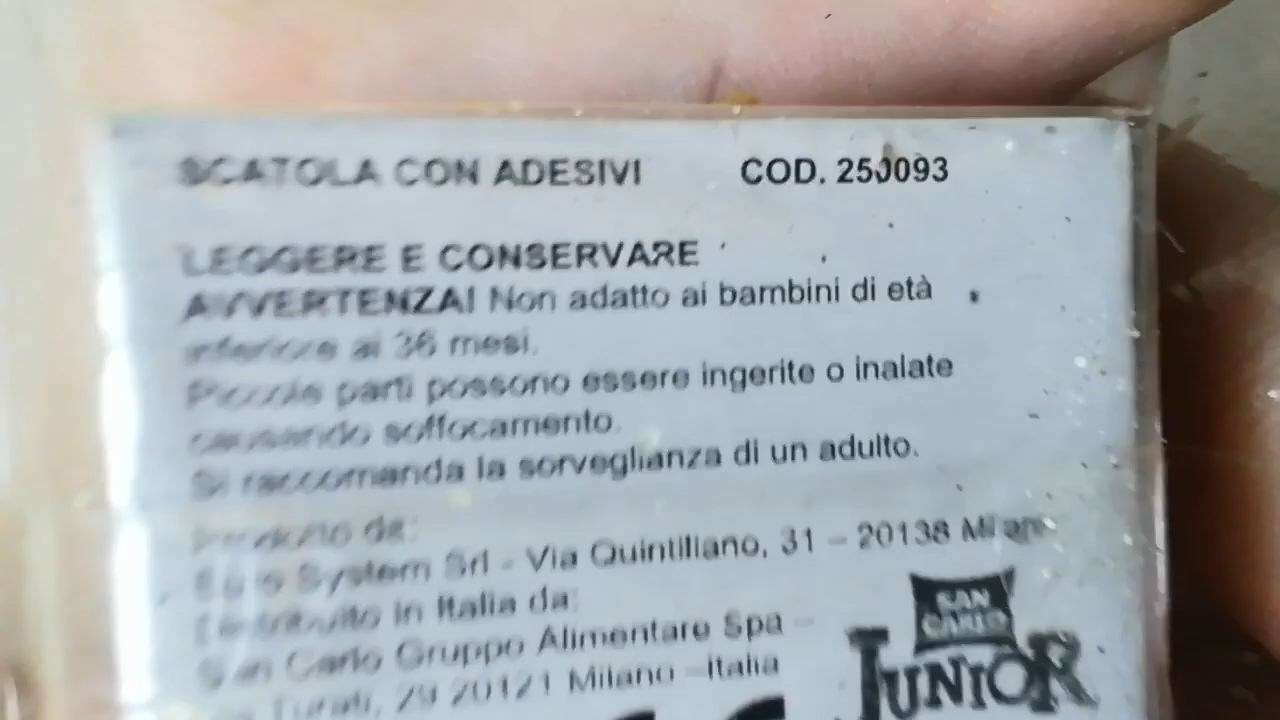 SCATOLA CON ADESIVI COD. 250093
LEGGERE E CONSERVARE
AVVERTENZA! Non adatto ai bambini di età
inferiore ai 36 mesi.
Piccole parti possono essere ingerite o inalate
causando soffocamento.
Si raccomanda la sorveglianza di un adulto.
Prodotto da:
System Srl - Via Quintiliano, 31 – 20138 Milano
Distribuito in Italia da:
San Carlo Gruppo Alimentare Spa –
Turati, 29 20121 Milano –Italia
SAN
CARLO
JUNIOR